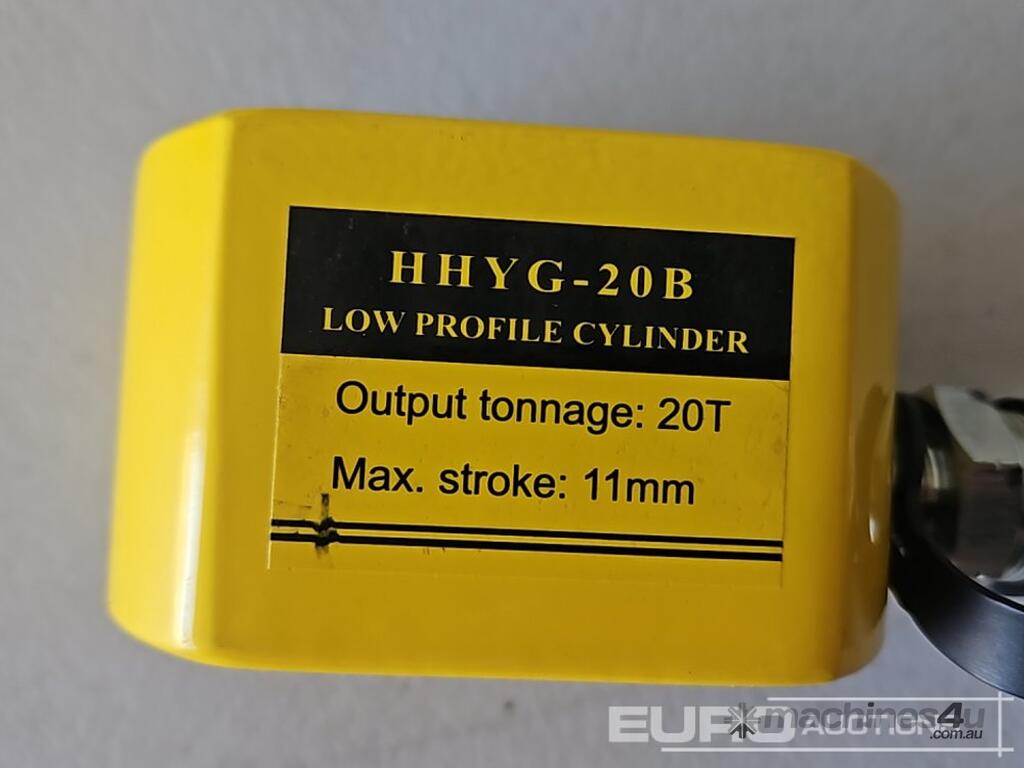 HHYG-20B
LOW PROFILE CYLINDER
Output tonnage: 20T
Max. stroke: 11mm
EURO machines4u
AUCTIONS .com.au